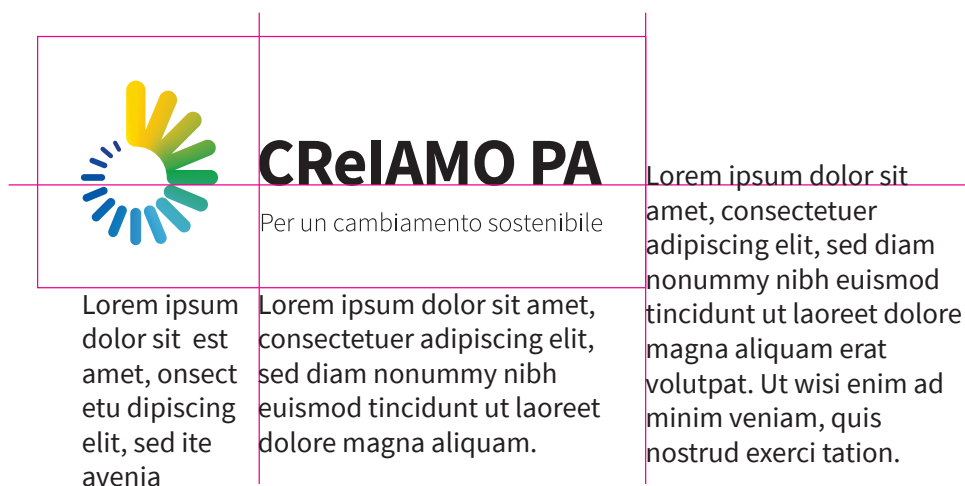 CReIAMO PA
Per un cambiamento sostenibile
Lorem ipsum
dolor sit est
amet, onsect
etu dipiscing
elit, sed ite
avenia
Lorem ipsum dolor sit amet,
consectetuer adipiscing elit,
sed diam nonummy nibh
euismod tincidunt ut laoreet
dolore magna aliquam.
Lorem ipsum dolor sit
amet, consectetuer
adipiscing elit, sed diam
nonummy nibh euismod
tincidunt ut laoreet dolore
magna aliquam erat
volutpat. Ut wisi enim ad
minim veniam, quis
nostrud exerci tation.